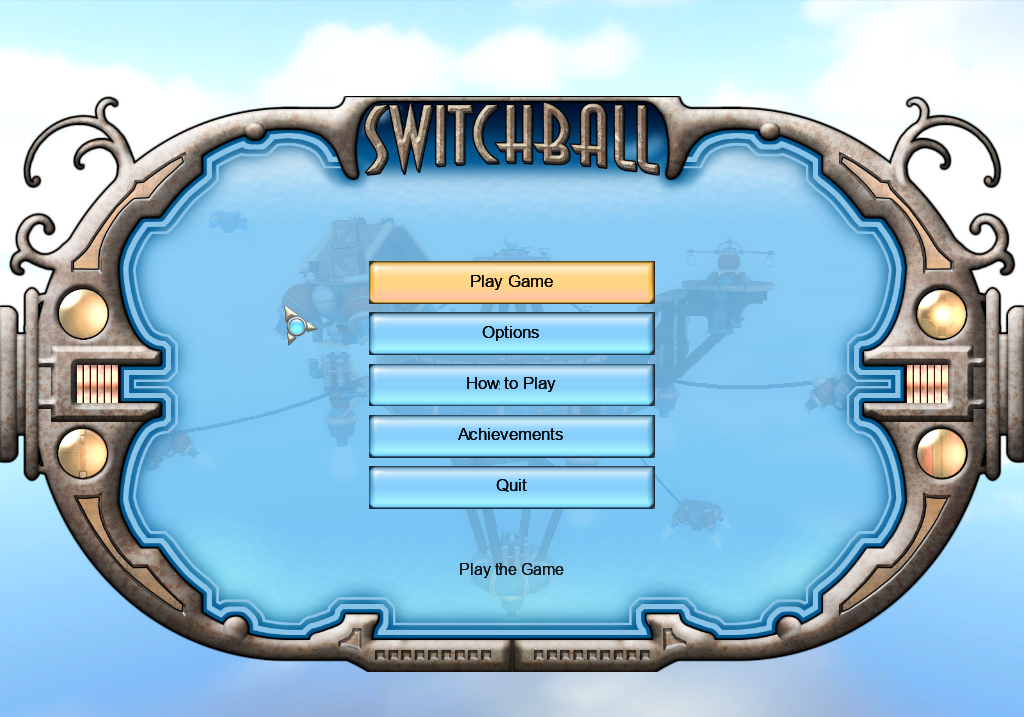 SWITCHBALL
Play Game
Options
How to Play
Achievements
Quit
Play the Game